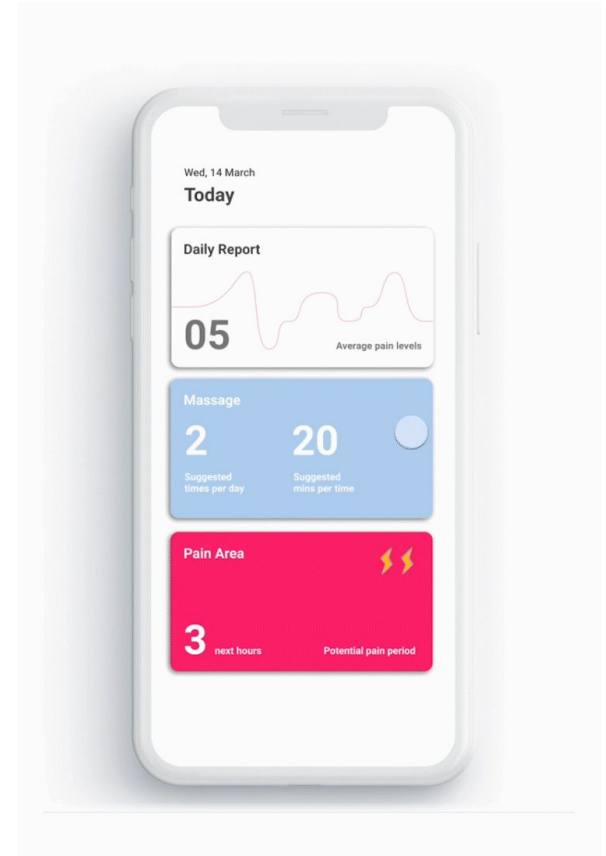 Wed, 14 March
Today
Daily Report
05
Average pain levels
Massage
2
20
Suggested
times per day
Suggested
mins per time
Pain Area
3 next hours
Potential pain period